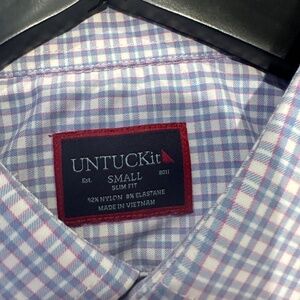 UNTUCKit
Est. SMALL 2011
SLIM FIT
92% NYLON 8% ELASTANE
MADE IN VIETNAM